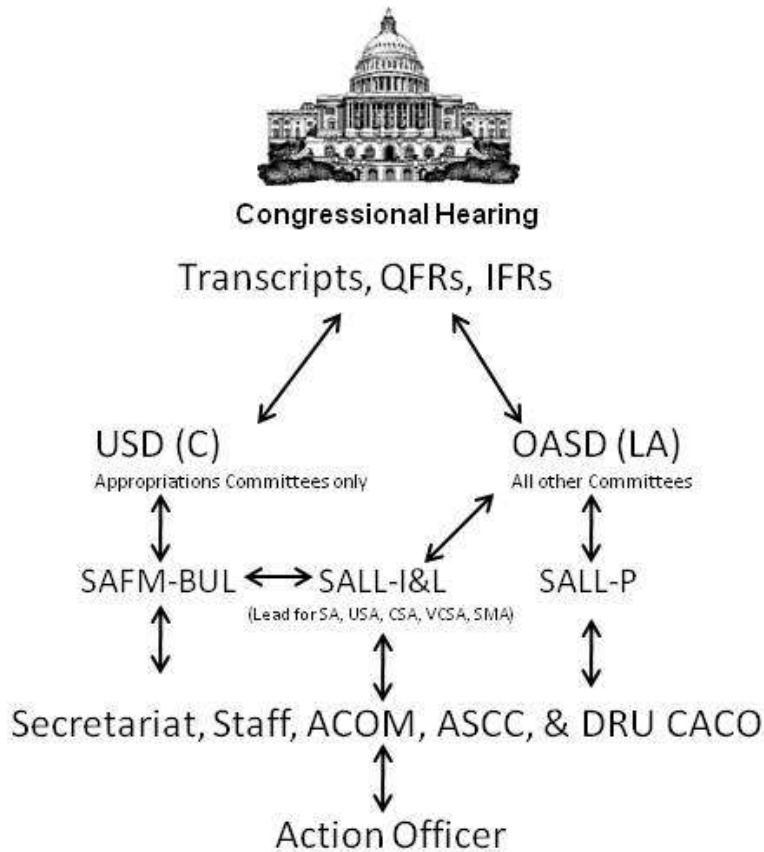 Congressional Hearing
Transcripts, QFRs, IFRs
USD (C)
Appropriations Committees only
OASD (LA)
All other Committees
SAFM-BUL
SALL-I&L
(Lead for SA, USA, CSA, VCSA, SMA)
SALL-P
Secretariat, Staff, ACOM, ASCC, & DRU CACO
Action Officer